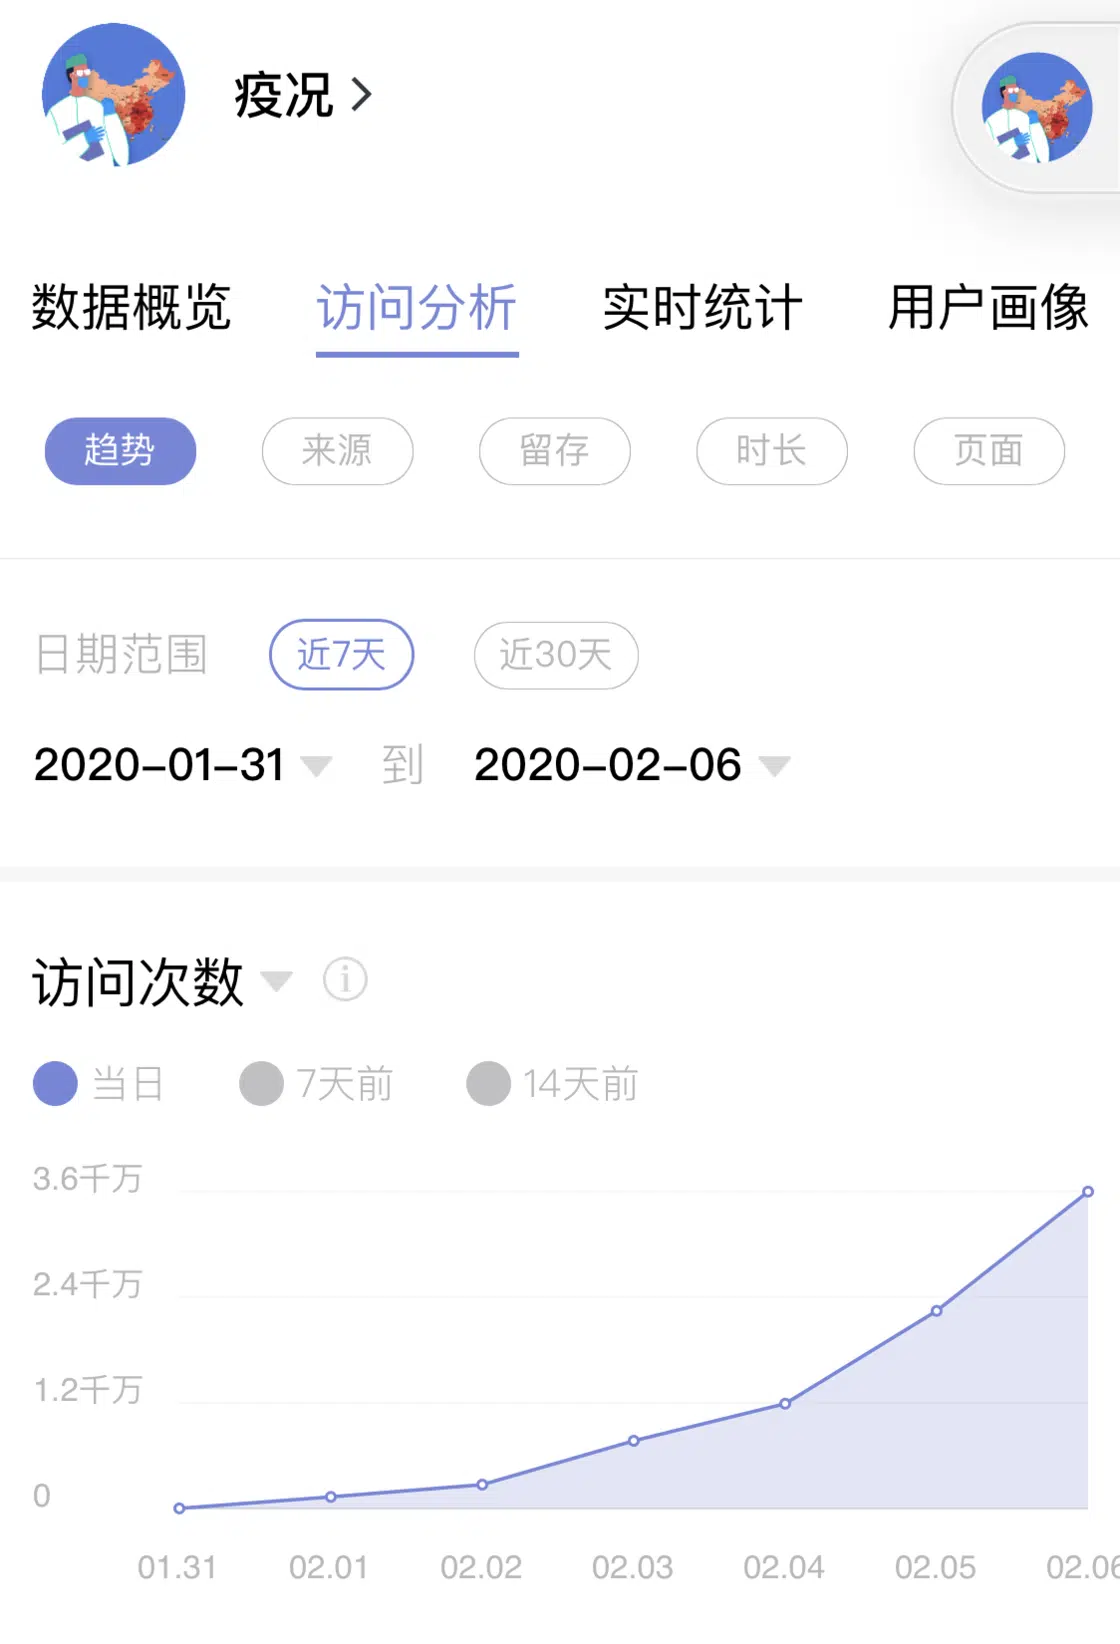 疫况
数据概览 访问分析 实时统计 用户画像
趋势 来源 留存 时长 页面
日期范围 近7天 近30天
2020-01-31 到 2020-02-06
访问次数
当日 7天前 14天前
3.6千万
2.4千万
1.2千万
0
01.31 02.01 02.02 02.03 02.04 02.05 02.06